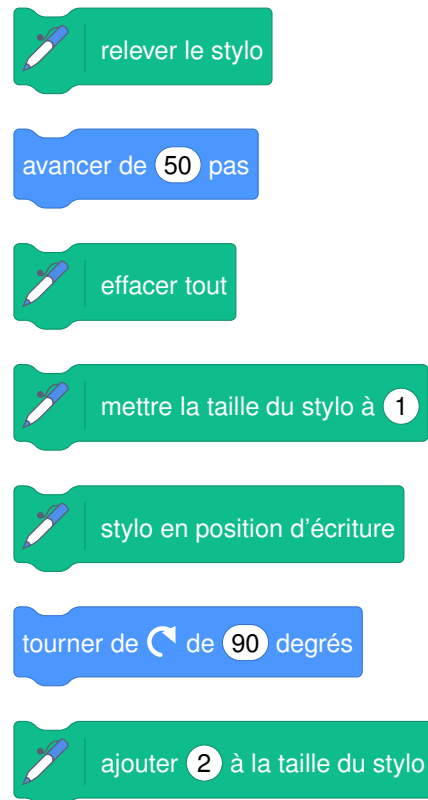 relever le stylo
avancer de 50 pas
effacer tout
mettre la taille du stylo à 1
stylo en position d'écriture
tourner de de 90 degrés
ajouter 2 à la taille du stylo